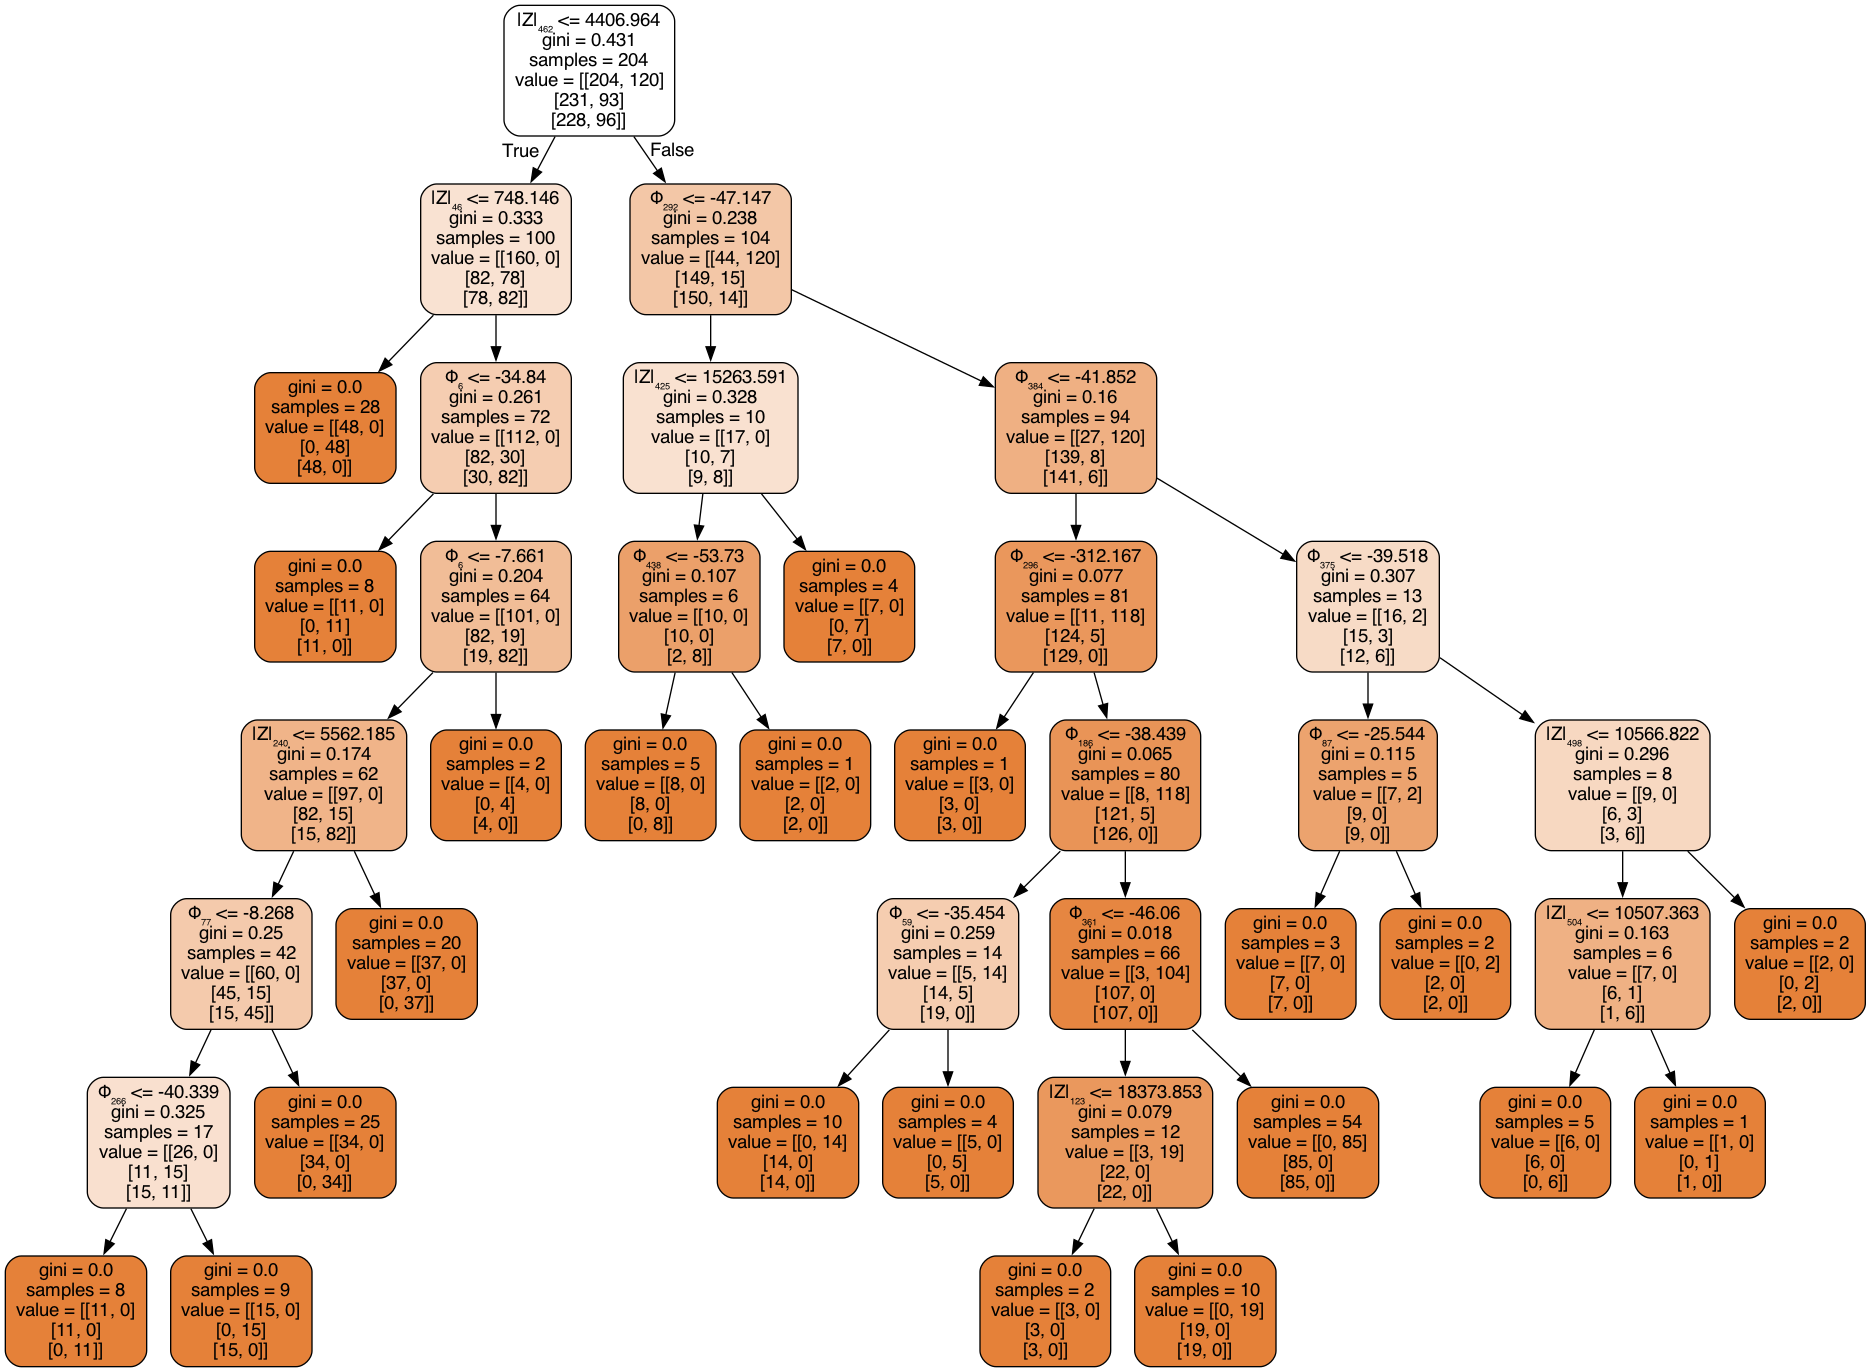 |Z|₄₆₂ <= 4406.964
gini = 0.431
samples = 204
value = [[204, 120]
[231, 93]
[228, 96]]
True
False
|Z|₄₆ <= 748.146
gini = 0.333
samples = 100
value = [[160, 0]
[82, 78]
[78, 82]]
Φ₂₉₂ <= -47.147
gini = 0.238
samples = 104
value = [[44, 120]
[149, 15]
[150, 14]]
gini = 0.0
samples = 28
value = [[48, 0]
[0, 48]
[48, 0]]
Φ₆ <= -34.84
gini = 0.261
samples = 72
value = [[112, 0]
[82, 30]
[30, 82]]
|Z|₄₂₅ <= 15263.591
gini = 0.328
samples = 10
value = [[17, 0]
[10, 7]
[9, 8]]
Φ₃₈₄ <= -41.852
gini = 0.16
samples = 94
value = [[27, 120]
[139, 8]
[141, 6]]
gini = 0.0
samples = 8
value = [[11, 0]
[0, 11]
[11, 0]]
Φ₆ <= -7.661
gini = 0.204
samples = 64
value = [[101, 0]
[82, 19]
[19, 82]]
Φ₄₃₈ <= -53.73
gini = 0.107
samples = 6
value = [[10, 0]
[10, 0]
[2, 8]]
gini = 0.0
samples = 4
value = [[7, 0]
[0, 7]
[7, 0]]
Φ₂₉₆ <= -312.167
gini = 0.077
samples = 81
value = [[11, 118]
[124, 5]
[129, 0]]
Φ₃₇₅ <= -39.518
gini = 0.307
samples = 13
value = [[16, 2]
[15, 3]
[12, 6]]
|Z|₂₄₀ <= 5562.185
gini = 0.174
samples = 62
value = [[97, 0]
[82, 15]
[15, 82]]
gini = 0.0
samples = 2
value = [[4, 0]
[0, 4]
[4, 0]]
gini = 0.0
samples = 5
value = [[8, 0]
[8, 0]
[0, 8]]
gini = 0.0
samples = 1
value = [[2, 0]
[2, 0]
[2, 0]]
gini = 0.0
samples = 1
value = [[3, 0]
[3, 0]
[3, 0]]
Φ₁₈₆ <= -38.439
gini = 0.065
samples = 80
value = [[8, 118]
[121, 5]
[126, 0]]
Φ₈₇ <= -25.544
gini = 0.115
samples = 5
value = [[7, 2]
[9, 0]
[9, 0]]
|Z|₄₉₈ <= 10566.822
gini = 0.296
samples = 8
value = [[9, 0]
[6, 3]
[3, 6]]
Φ₇₇ <= -8.268
gini = 0.25
samples = 42
value = [[60, 0]
[45, 15]
[15, 45]]
gini = 0.0
samples = 20
value = [[37, 0]
[37, 0]
[0, 37]]
Φ₅₉ <= -35.454
gini = 0.259
samples = 14
value = [[5, 14]
[14, 5]
[19, 0]]
Φ₃₆₁ <= -46.06
gini = 0.018
samples = 66
value = [[3, 104]
[107, 0]
[107, 0]]
gini = 0.0
samples = 3
value = [[7, 0]
[7, 0]
[7, 0]]
gini = 0.0
samples = 2
value = [[0, 2]
[2, 0]
[2, 0]]
|Z|₅₀₄ <= 10507.363
gini = 0.163
samples = 6
value = [[7, 0]
[6, 1]
[1, 6]]
gini = 0.0
samples = 2
value = [[2, 0]
[0, 2]
[2, 0]]
Φ₂₆₆ <= -40.339
gini = 0.325
samples = 17
value = [[26, 0]
[11, 15]
[15, 11]]
gini = 0.0
samples = 25
value = [[34, 0]
[34, 0]
[0, 34]]
gini = 0.0
samples = 10
value = [[0, 14]
[14, 0]
[14, 0]]
gini = 0.0
samples = 4
value = [[5, 0]
[0, 5]
[5, 0]]
|Z|₁₂₃ <= 18373.853
gini = 0.079
samples = 12
value = [[3, 19]
[22, 0]
[22, 0]]
gini = 0.0
samples = 54
value = [[0, 85]
[85, 0]
[85, 0]]
gini = 0.0
samples = 5
value = [[6, 0]
[6, 0]
[0, 6]]
gini = 0.0
samples = 1
value = [[1, 0]
[0, 1]
[1, 0]]
gini = 0.0
samples = 8
value = [[11, 0]
[11, 0]
[0, 11]]
gini = 0.0
samples = 9
value = [[15, 0]
[0, 15]
[15, 0]]
gini = 0.0
samples = 2
value = [[3, 0]
[3, 0]
[3, 0]]
gini = 0.0
samples = 10
value = [[0, 19]
[19, 0]
[19, 0]]